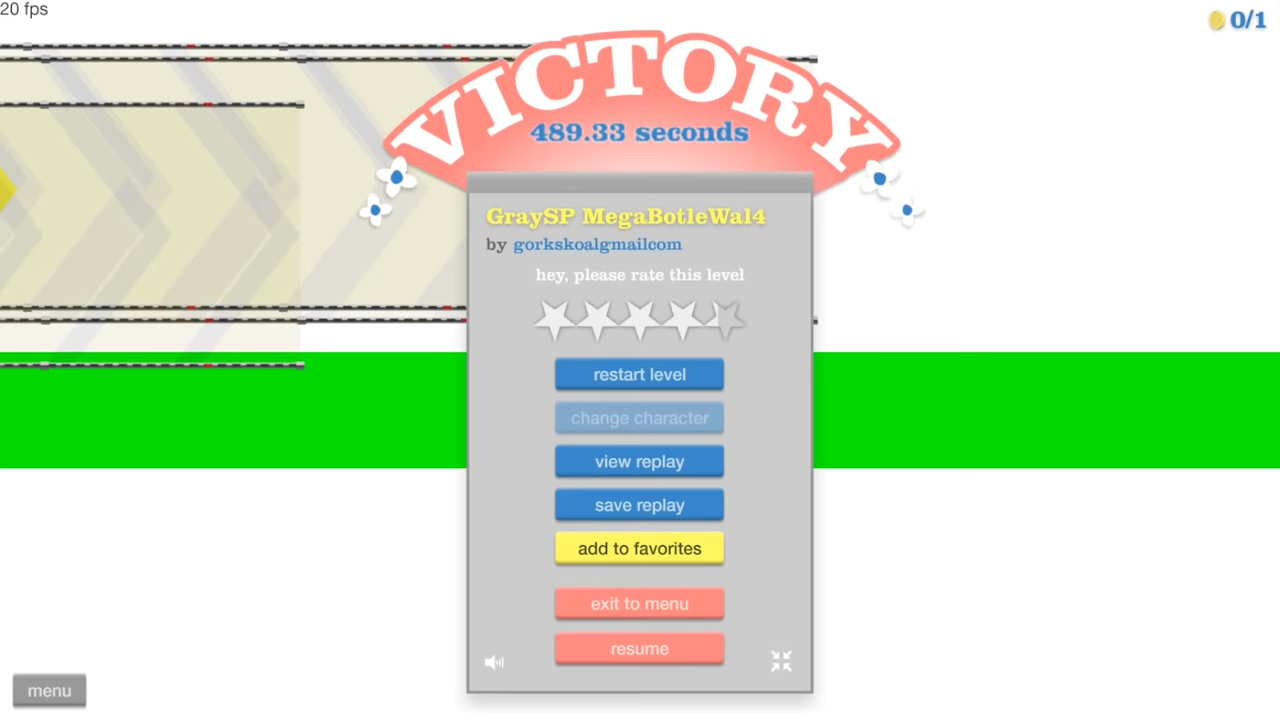 20 fps
0/1
VICTORY
489.33 seconds
GraySP MegaBotleWal4
by gorkskoalgmailcom
hey, please rate this level
restart level
change character
view replay
save replay
add to favorites
exit to menu
resume
menu